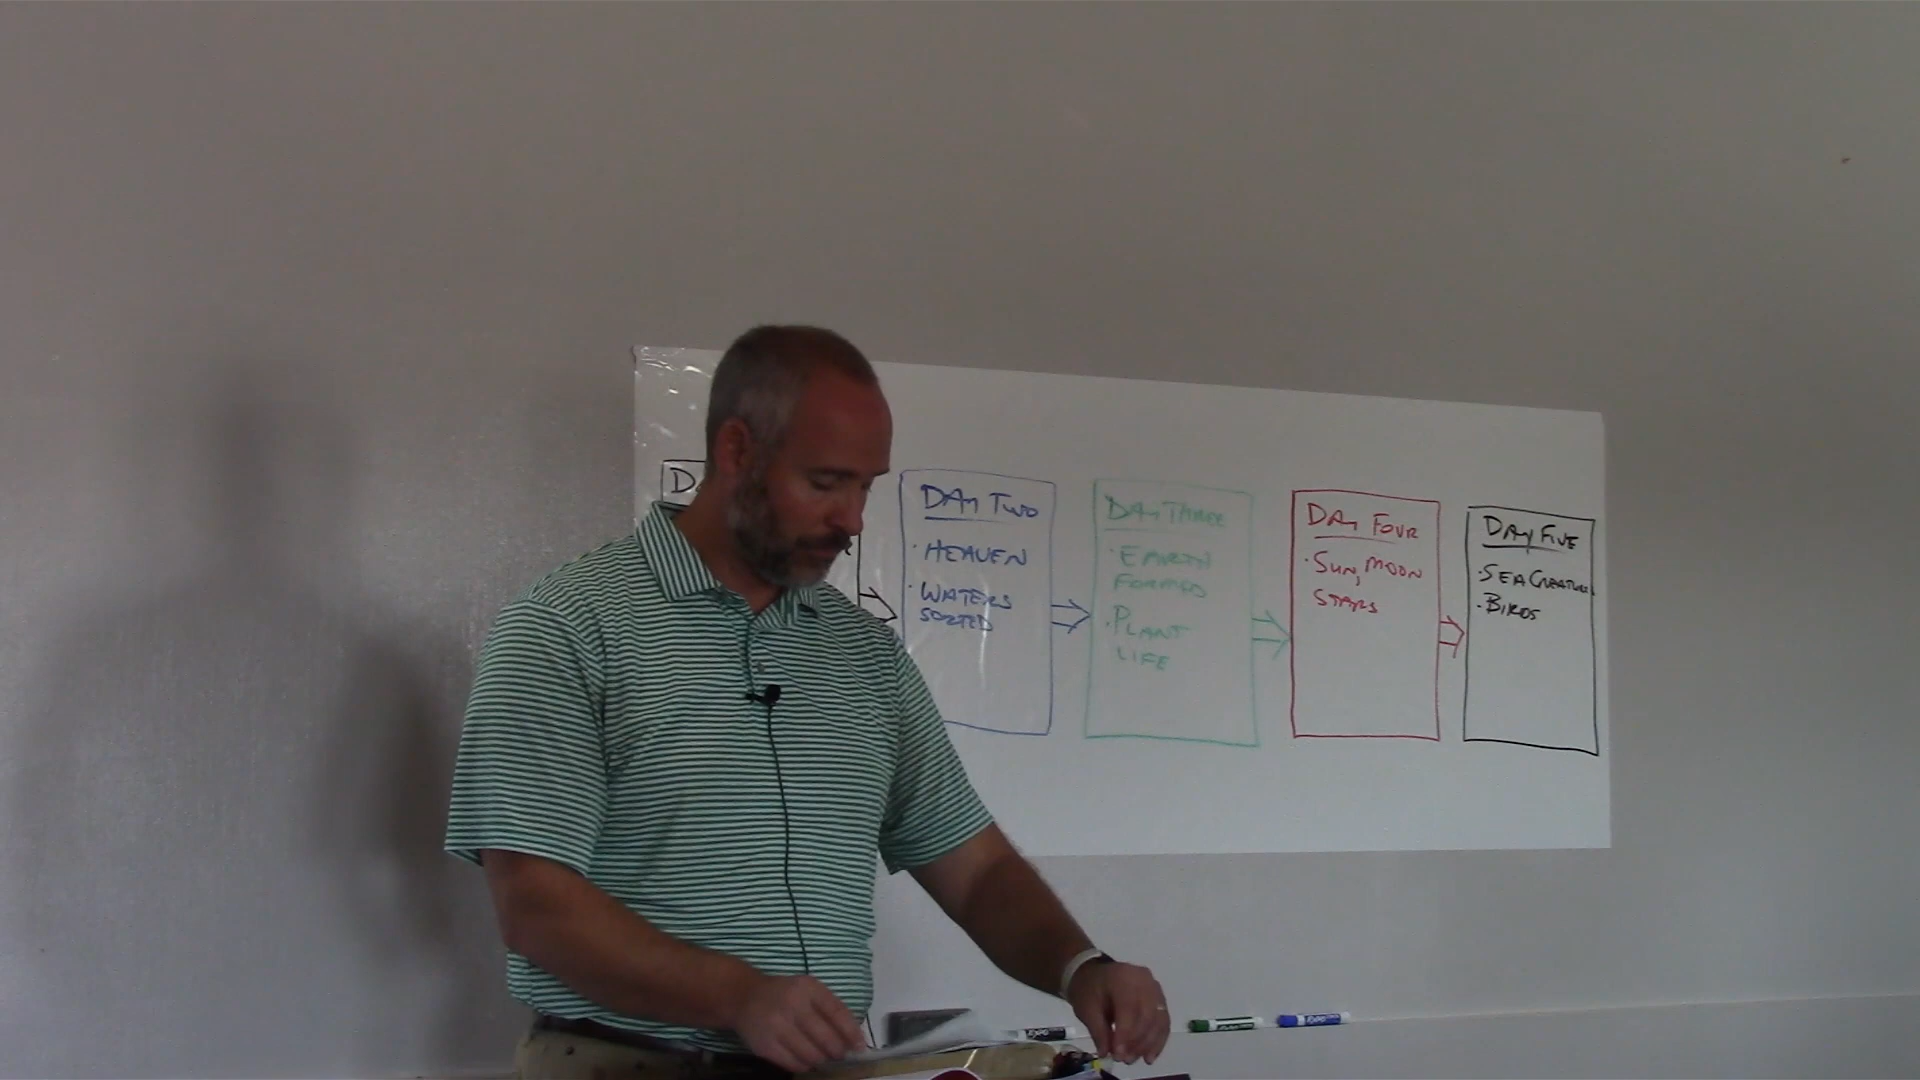 DAY TWO
· HEAVEN
· WATERS
SORTED
DAY THREE
· EARTH
FORMED
· PLANT
LIFE
DAY FOUR
· SUN, MOON
STARS
DAY FIVE
· SEA CREATURES
· BIRDS
EXPO